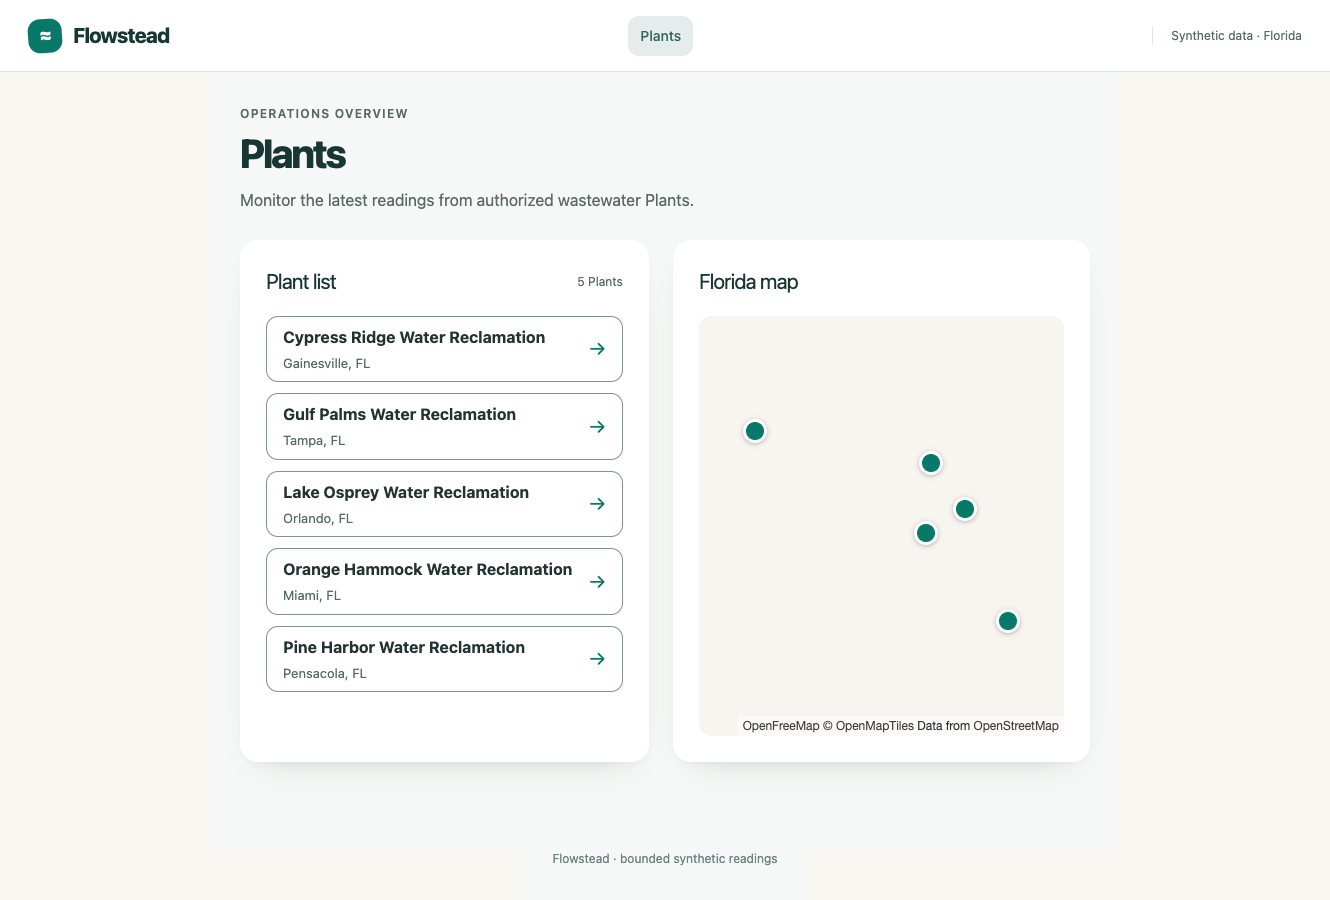 ≈ Flowstead
Plants
Synthetic data · Florida
OPERATIONS OVERVIEW
Plants
Monitor the latest readings from authorized wastewater Plants.
Plant list
5 Plants
Cypress Ridge Water Reclamation
Gainesville, FL
Gulf Palms Water Reclamation
Tampa, FL
Lake Osprey Water Reclamation
Orlando, FL
Orange Hammock Water Reclamation
Miami, FL
Pine Harbor Water Reclamation
Pensacola, FL
Florida map
OpenFreeMap © OpenMapTiles Data from OpenStreetMap
Flowstead · bounded synthetic readings